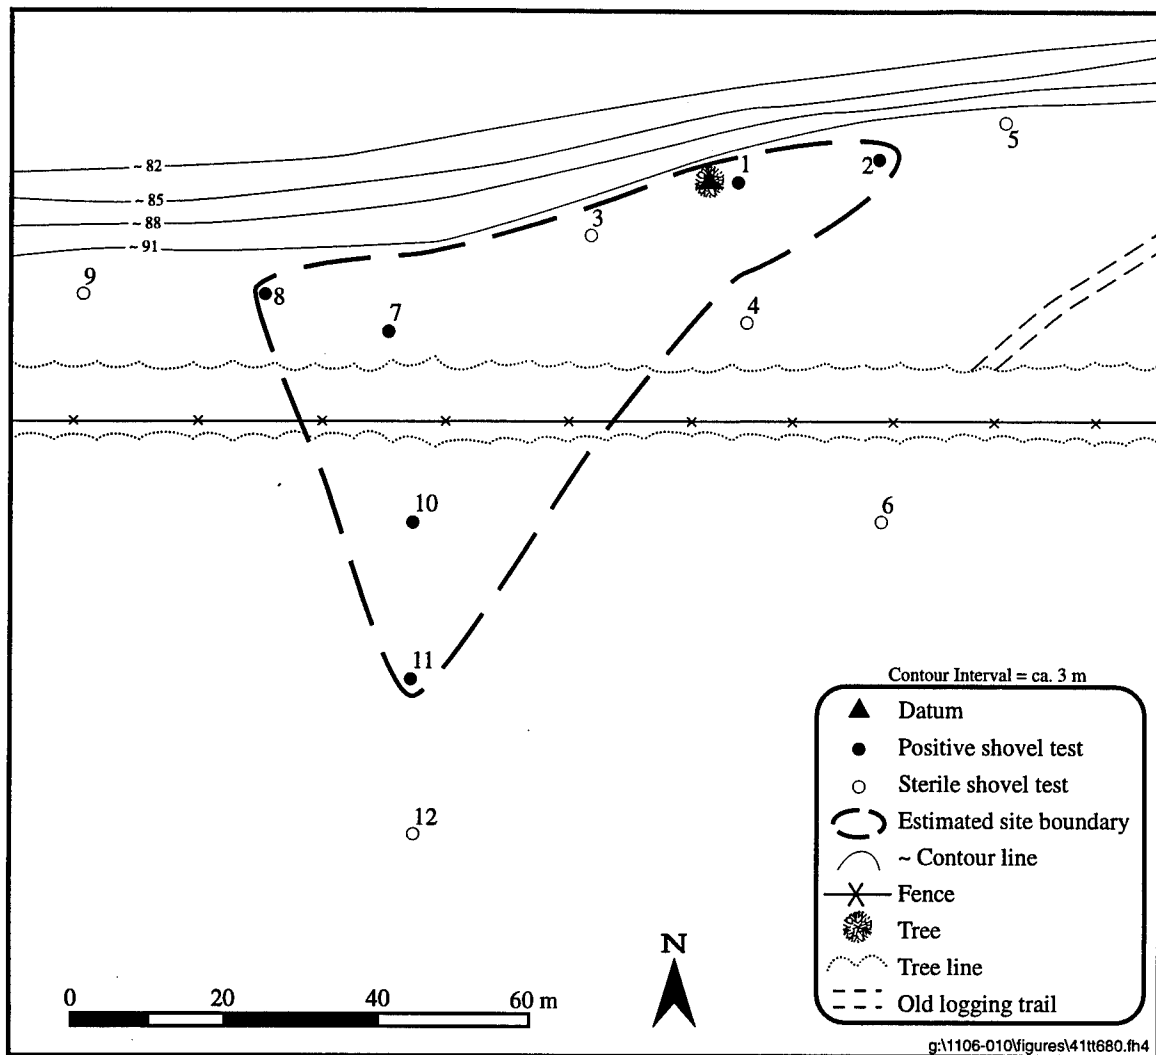 ~ 82
~ 85
~ 88
~ 91
1
2
5
3
9
8
4
7
10
6
11
12
Contour Interval = ca. 3 m
Datum
Positive shovel test
Sterile shovel test
Estimated site boundary
~ Contour line
Fence
Tree
Tree line
Old logging trail
N
0 20 40 60 m
g:\1106-010\figures\41tt680.fh4